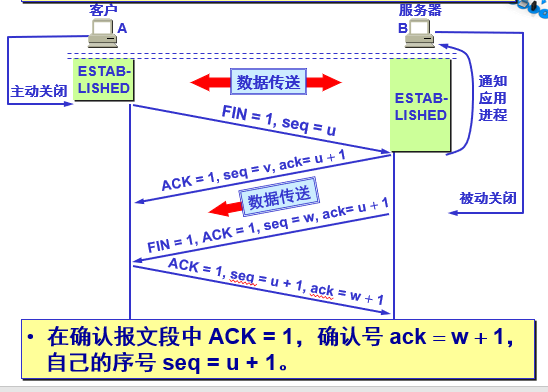 客户
服务器
A
B
主动关闭
ESTAB-
LISHED
数据传送
ESTAB-
LISHED
通知
应用
进程
FIN = 1, seq = u
ACK = 1, seq = v, ack= u + 1
数据传送
被动关闭
FIN = 1, ACK = 1, seq = w, ack= u + 1
ACK = 1, seq = u + 1, ack = w + 1
• 在确认报文段中 ACK = 1，确认号 ack = w + 1，
自己的序号 seq = u + 1。